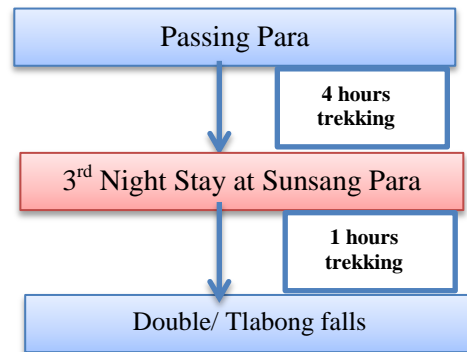 Passing Para
4 hours
trekking
3rd Night Stay at Sunsang Para
1 hours
trekking
Double/ Tlabong falls